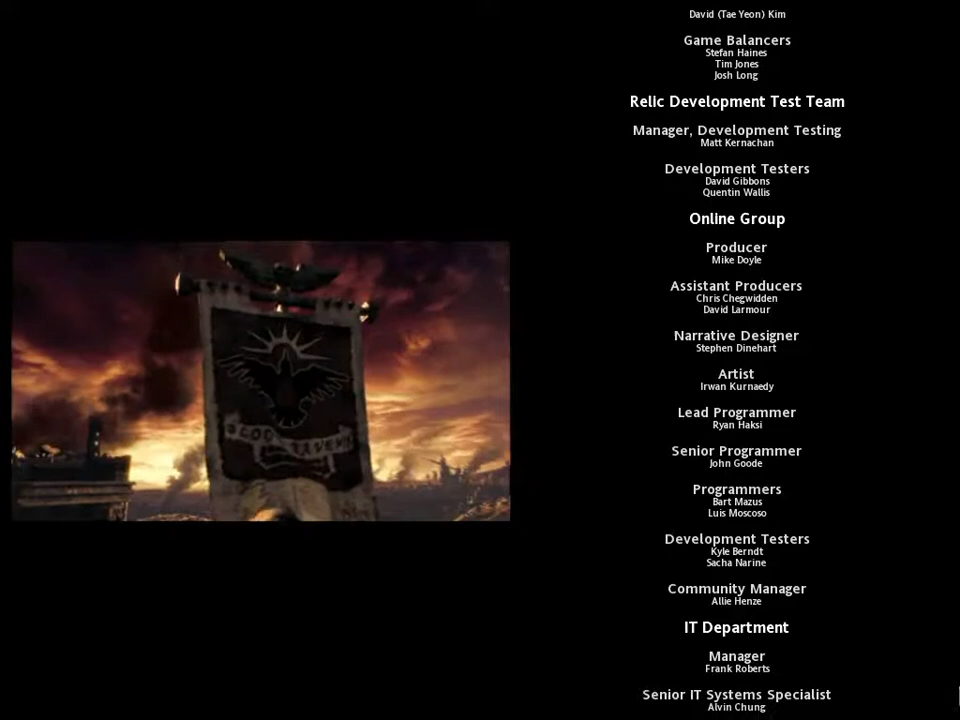 David (Tae Yeon) Kim
Game Balancers
Stefan Haines
Tim Jones
Josh Long
Relic Development Test Team
Manager, Development Testing
Matt Kernachan
Development Testers
David Gibbons
Quentin Wallis
Online Group
Producer
Mike Doyle
Assistant Producers
Chris Chegwidden
David Larmour
Narrative Designer
Stephen Dinehart
Artist
Irwan Kurnaedy
Lead Programmer
Ryan Haksi
Senior Programmer
John Goode
Programmers
Bart Mazus
Luis Moscoso
Development Testers
Kyle Berndt
Sacha Narine
Community Manager
Allie Henze
IT Department
Manager
Frank Roberts
Senior IT Systems Specialist
Alvin Chung